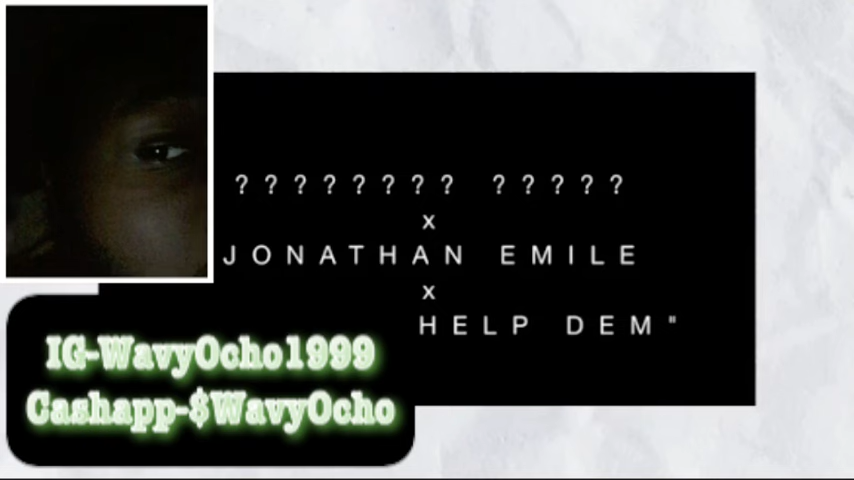 ???????? ?????
x
JONATHAN EMILE
x
HELP DEM"
IG-WavyOcho1999
Cashapp-$WavyOcho